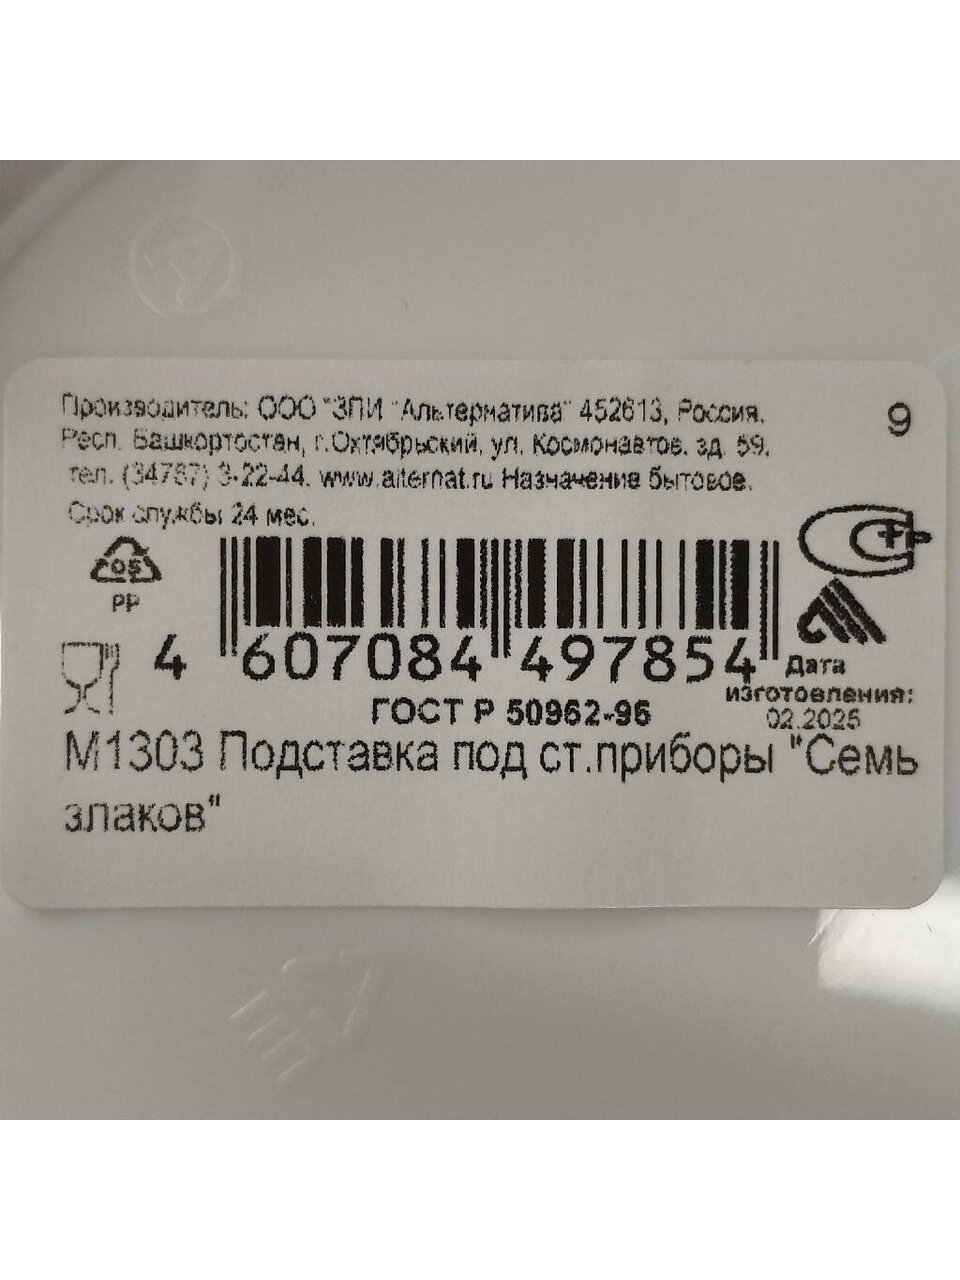 Производитель: ООО "ЗПИ "Альтернатива" 452613, Россия,
9
Респ. Башкортостан, г.Октябрьский, ул. Космонавтов, зд. 59,
тел. (34767) 3-22-44, www.alternat.ru Назначение бытовое.
Срок службы 24 мес.
05
PP
4 607084 497854
Дата
изготовления:
02.2025
ГОСТ Р 50962-96
М1303 Подставка под ст.приборы "Семь
злаков"